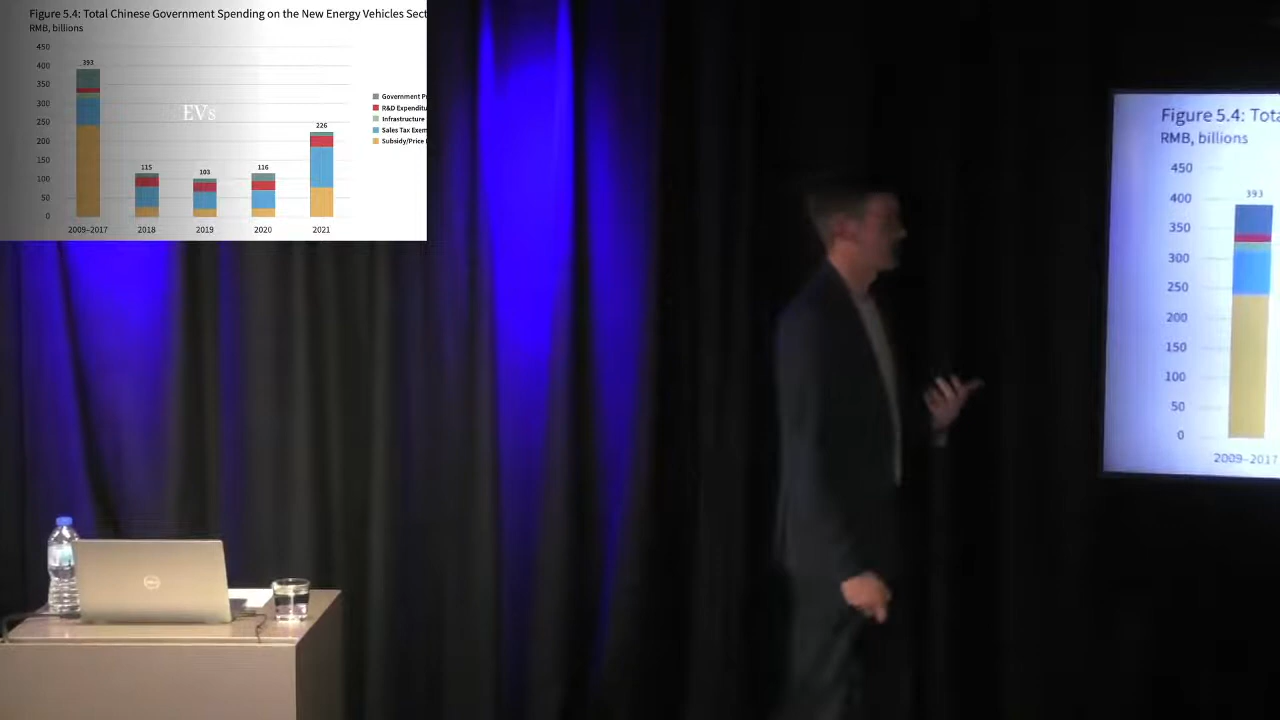 Figure 5.4: Total Chinese Government Spending on the New Energy Vehicles Sect
RMB, billions
450
400
350
300
250
200
150
100
50
0
393
115
103
116
226
EVs
2009–2017 2018 2019 2020 2021
Government P
R&D Expenditu
Infrastructure
Sales Tax Exem
Subsidy/Price
Figure 5.4: Tota
RMB, billions
450
400
350
300
250
200
150
100
50
0
393
2009–2017
DELL